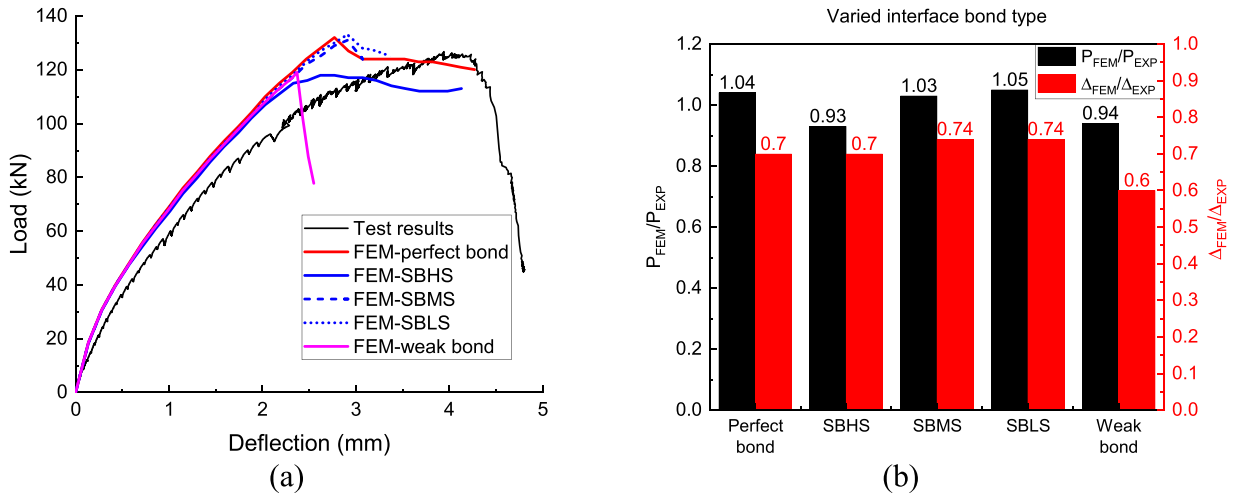 140
120
100
80
60
40
20
0
Load (kN)
Test results
FEM-perfect bond
FEM-SBHS
FEM-SBMS
FEM-SBLS
FEM-weak bond
0 1 2 3 4 5
Deflection (mm)
(a)
Varied interface bond type
P_FEM/P_EXP
Δ_FEM/Δ_EXP
1.2
1.0
0.8
0.6
0.4
0.2
0.0
P_FEM/P_EXP
1.04 0.93 1.03 1.05 0.94
0.7 0.7 0.74 0.74 0.6
1.0
0.9
0.8
0.7
0.6
0.5
0.4
0.3
0.2
0.1
0.0
Δ_FEM/Δ_EXP
Perfect bond
SBHS
SBMS
SBLS
Weak bond
(b)